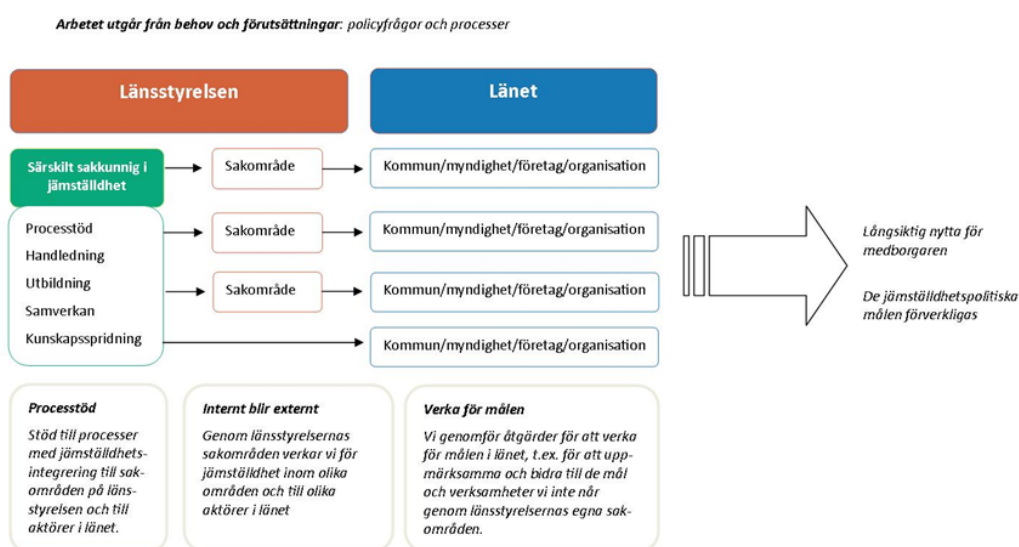 Arbetet utgår från behov och förutsättningar: policyfrågor och processer
Länsstyrelsen
Länet
Särskilt sakkunnig i
jämställdhet
Sakområde
Kommun/myndighet/företag/organisation
Processtöd
Handledning
Utbildning
Samverkan
Kunskapsspridning
Sakområde
Kommun/myndighet/företag/organisation
Sakområde
Kommun/myndighet/företag/organisation
Kommun/myndighet/företag/organisation
Långsiktig nytta för
medborgaren
De jämställdhetspolitiska
målen förverkligas
Processtöd
Stöd till processer
med jämställdhets-
integrering till sak-
områden på läns-
styrelsen och till
aktörer i länet.
Internt blir externt
Genom länsstyrelsernas
sakområden verkar vi för
jämställdhet inom olika
områden och till olika
aktörer i länet
Verka för målen
Vi genomför åtgärder för att verka
för målen i länet, t.ex. för att upp-
märksamma och bidra till de mål
och verksamheter vi inte når
genom länsstyrelsernas egna sak-
områden.